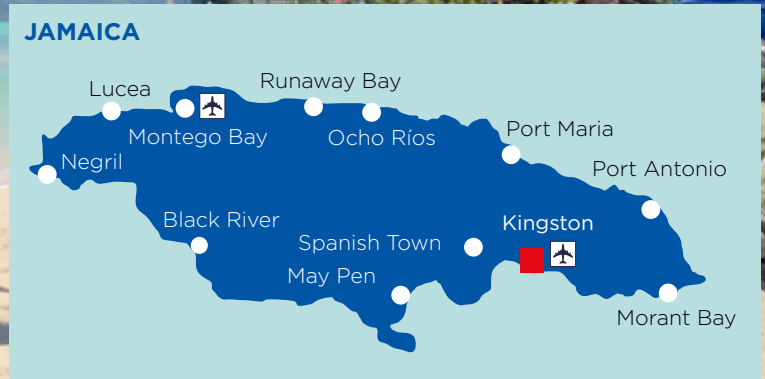 JAMAICA
Lucea
Runaway Bay
Montego Bay
Ocho Ríos
Port Maria
Negril
Port Antonio
Black River
Kingston
Spanish Town
May Pen
Morant Bay